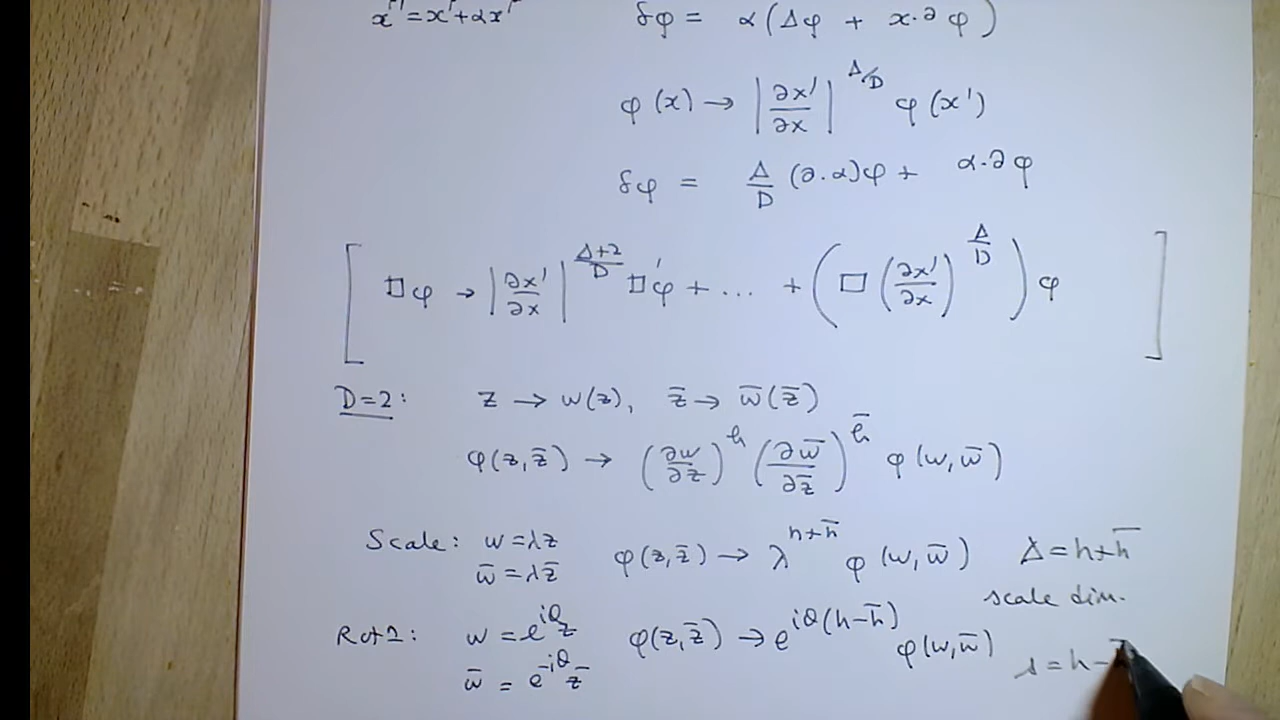 x'^μ = x^μ + αx^μ δφ = α(Δφ + x·∂φ)
φ(x) → |∂x'/∂x|^{Δ/D} φ(x')
δφ = Δ/D (∂·α)φ + α·∂φ
[ □φ → |∂x'/∂x|^{(Δ+2)/D} □'φ + ... + (□ (∂x'/∂x)^{Δ/D}) φ ]
D=2: z → w(z), z̄ → w̄(z̄)
φ(z,z̄) → (∂w/∂z)^h (∂w̄/∂z̄)^h̄ φ(w,w̄)
Scale: w = λz φ(z,z̄) → λ^{h+h̄} φ(w,w̄) Δ = h+h̄
w̄ = λz̄ scale dim.
Rot2: w = e^{iθ}z φ(z,z̄) → e^{iθ(h-h̄)} φ(w,w̄)
w̄ = e^{-iθ}z̄ s = h-